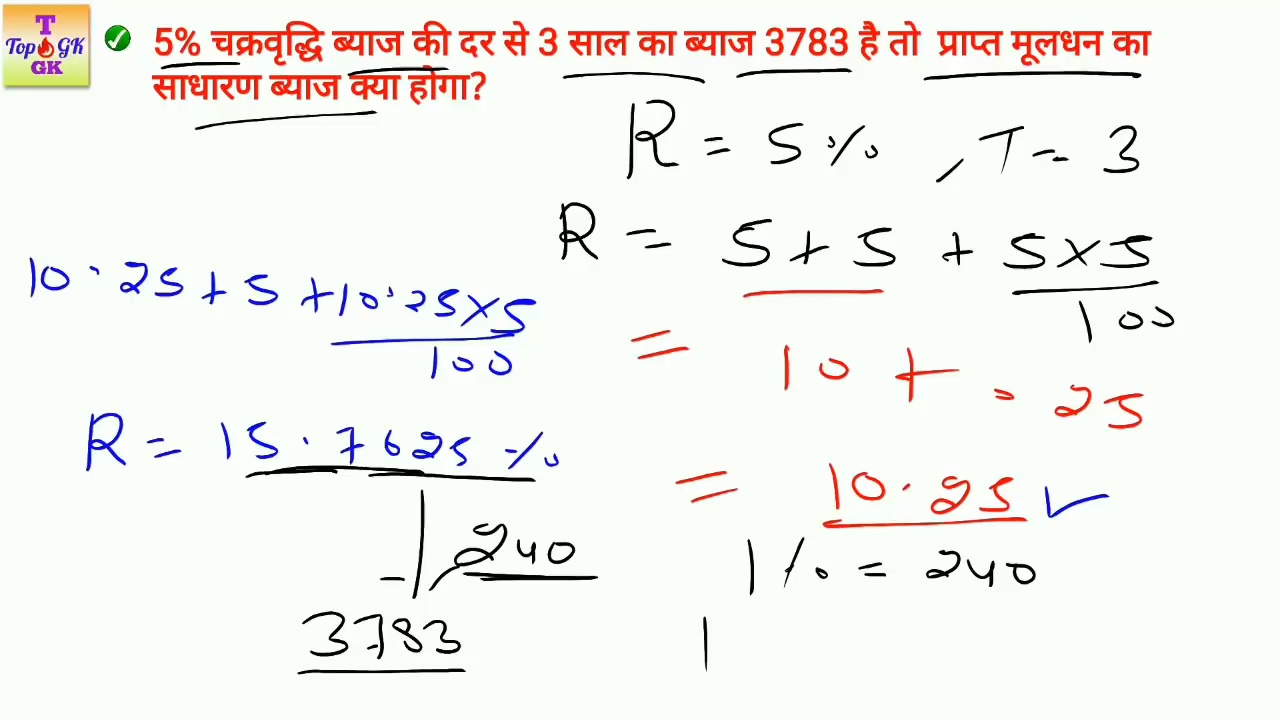 T
Top GK
GK
5% चक्रवृद्धि ब्याज की दर से 3 साल का ब्याज 3783 है तो प्राप्त मूलधन का
साधारण ब्याज क्या होगा?
R = 5 % , T = 3
R = 5 + 5 + 5 × 5
100
= 10 + .25
= 10.25
1% = 240
10.25 + 5 + 10.25 × 5
100
R = 15.7625 %
240
3783